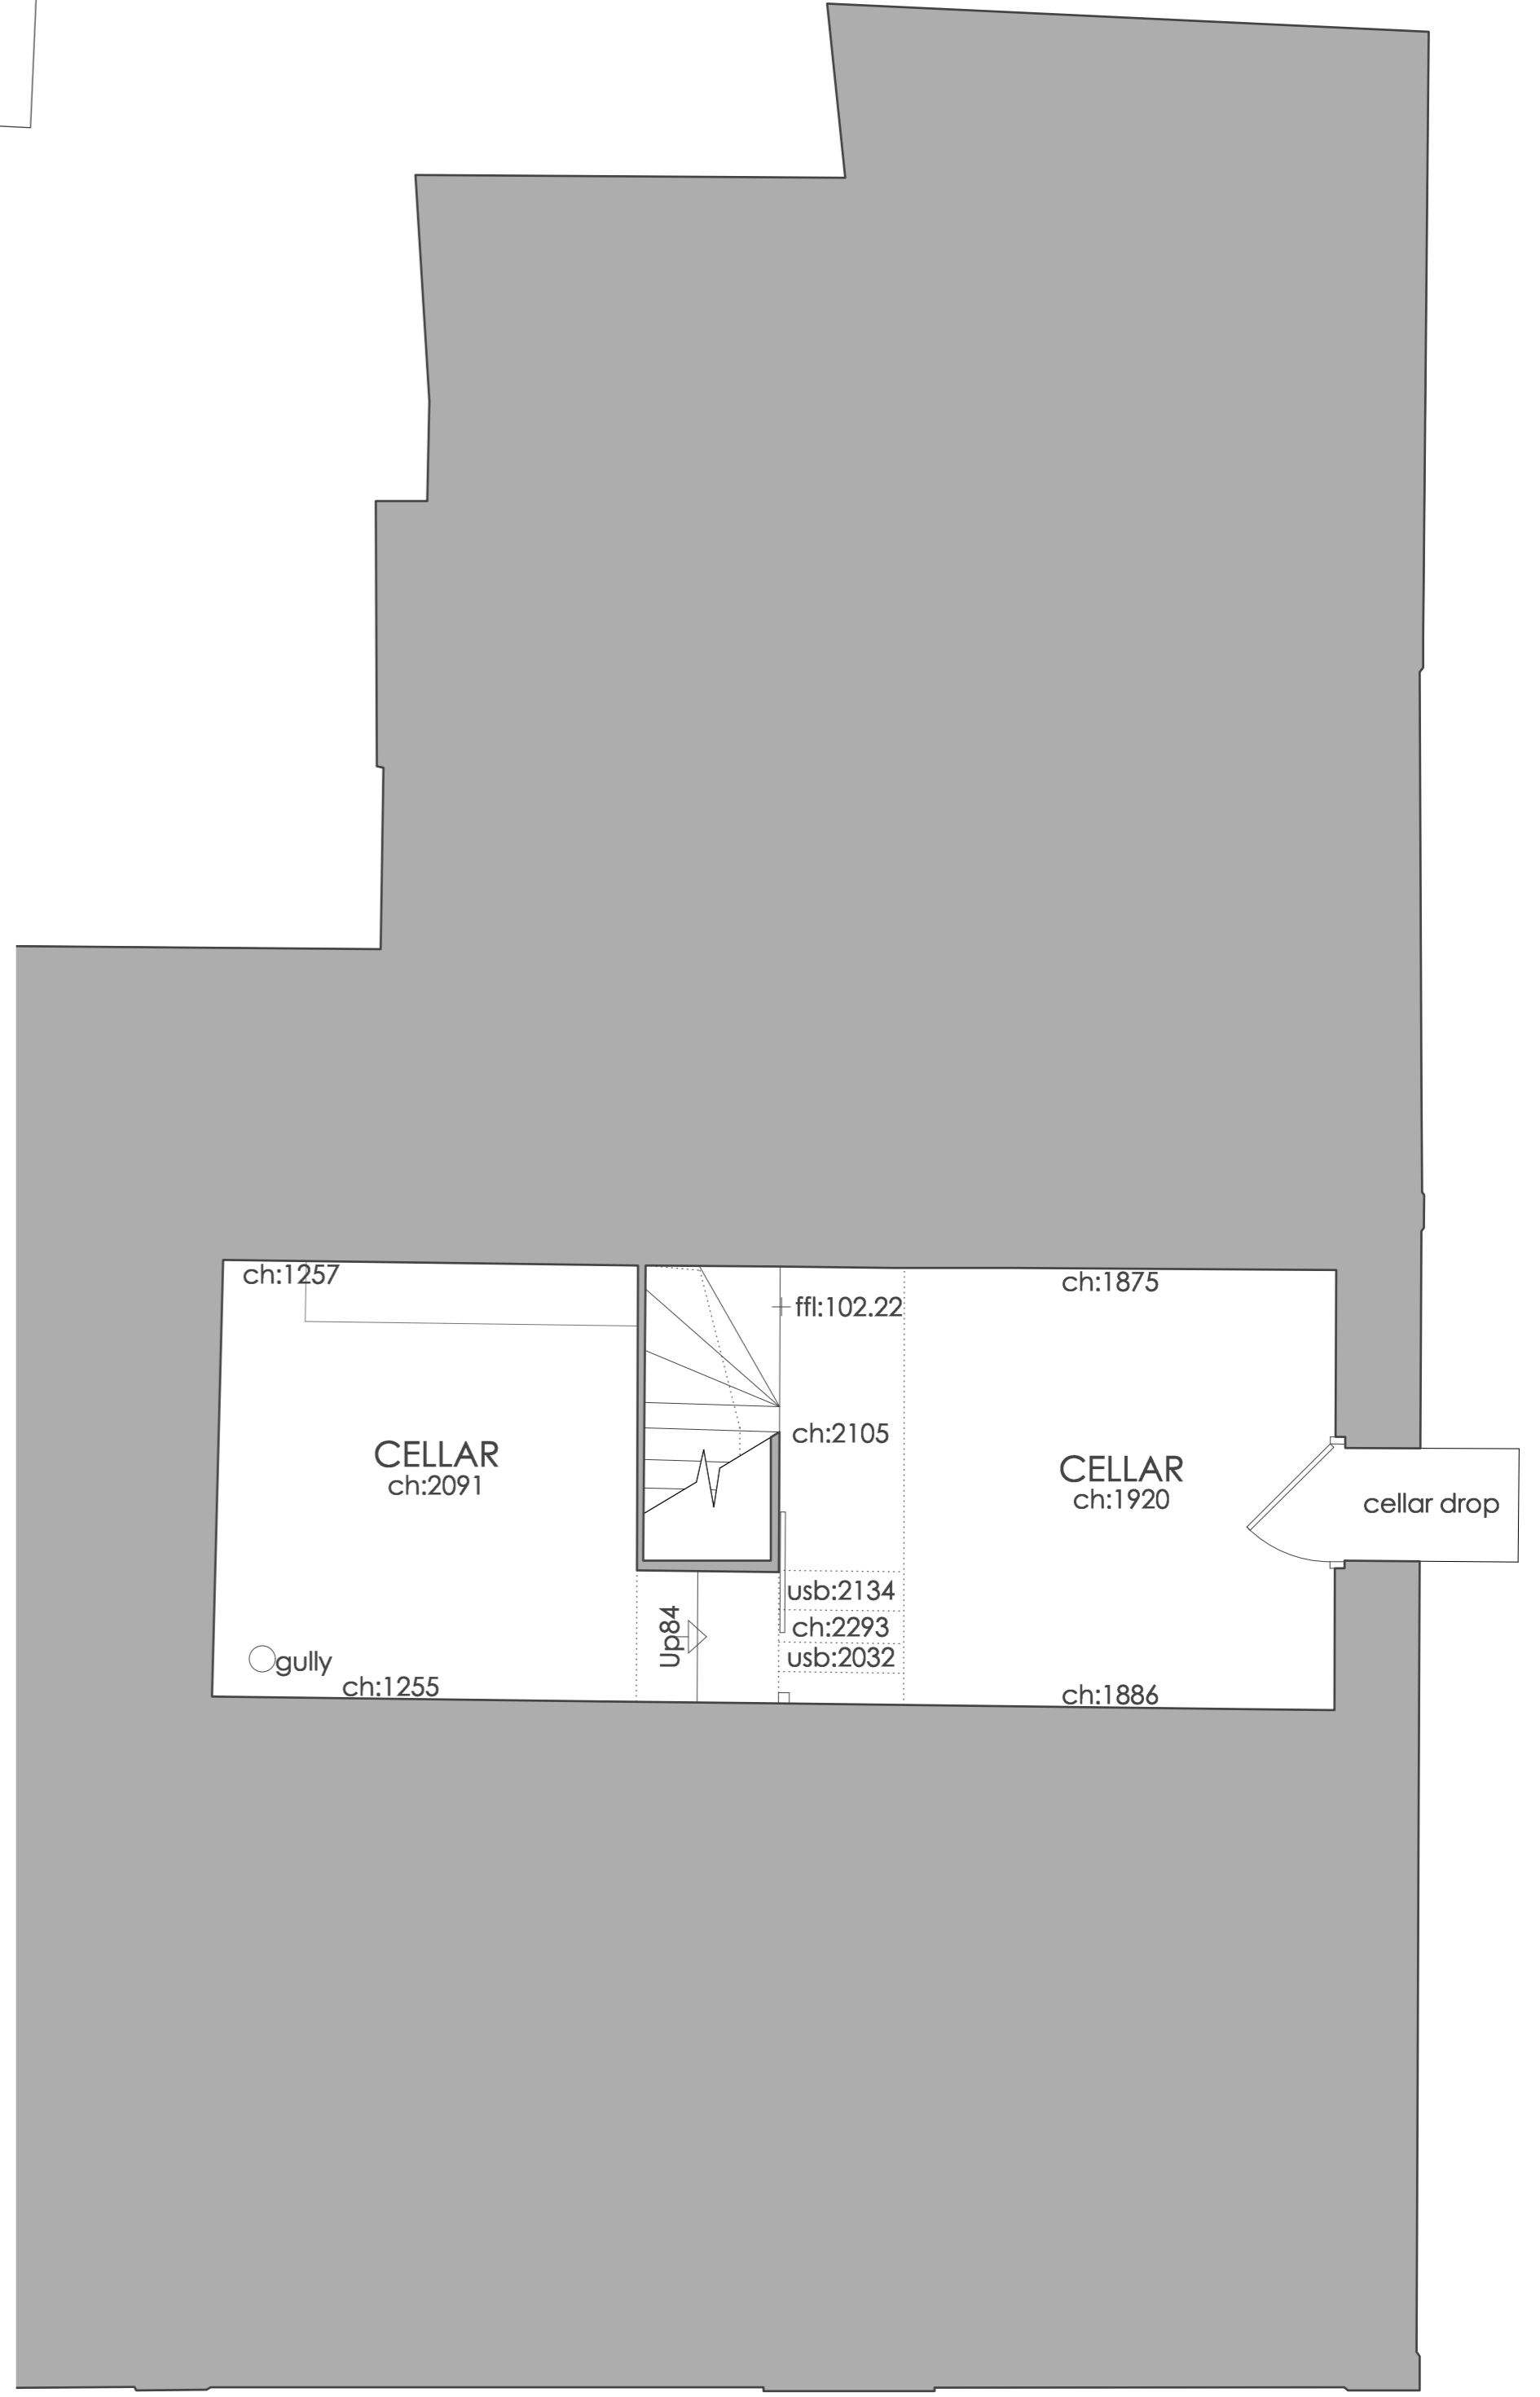 ch:1257
ch:1875
ffl:102.22
ch:2105
CELLAR
ch:2091
CELLAR
ch:1920
cellar drop
usb:2134
Up84
ch:2293
usb:2032
gully
ch:1255
ch:1886